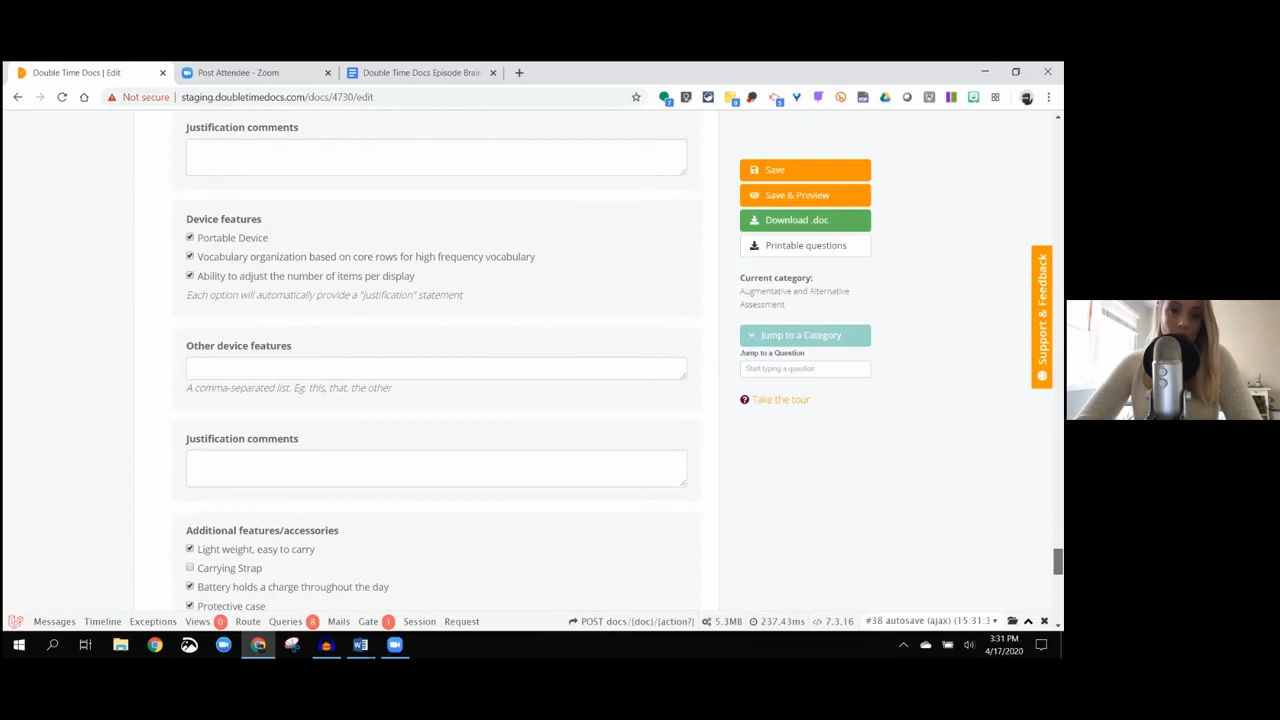 Double Time Docs | Edit
Post Attendee - Zoom
Double Time Docs Episode Brain
Not secure
staging.doubletimedocs.com/docs/4730/edit
Justification comments
Device features
Portable Device
Vocabulary organization based on core rows for high frequency vocabulary
Ability to adjust the number of items per display
Each option will automatically provide a "justification" statement
Other device features
A comma-separated list. Eg. this, that, the other
Justification comments
Additional features/accessories
Light weight, easy to carry
Carrying Strap
Battery holds a charge throughout the day
Protective case
Save
Save & Preview
Download .doc
Printable questions
Current category:
Augmentative and Alternative
Assessment
Jump to a Category
Jump to a Question
Start typing a question
Take the tour
Support & Feedback
Messages Timeline Exceptions Views 0 Route Queries 8 Mails Gate 1 Session Request POST docs/{doc}/{action?} 5.3MB 237.43ms 7.3.16 #38 autosave (ajax) (15:31:3
3:31 PM
4/17/2020